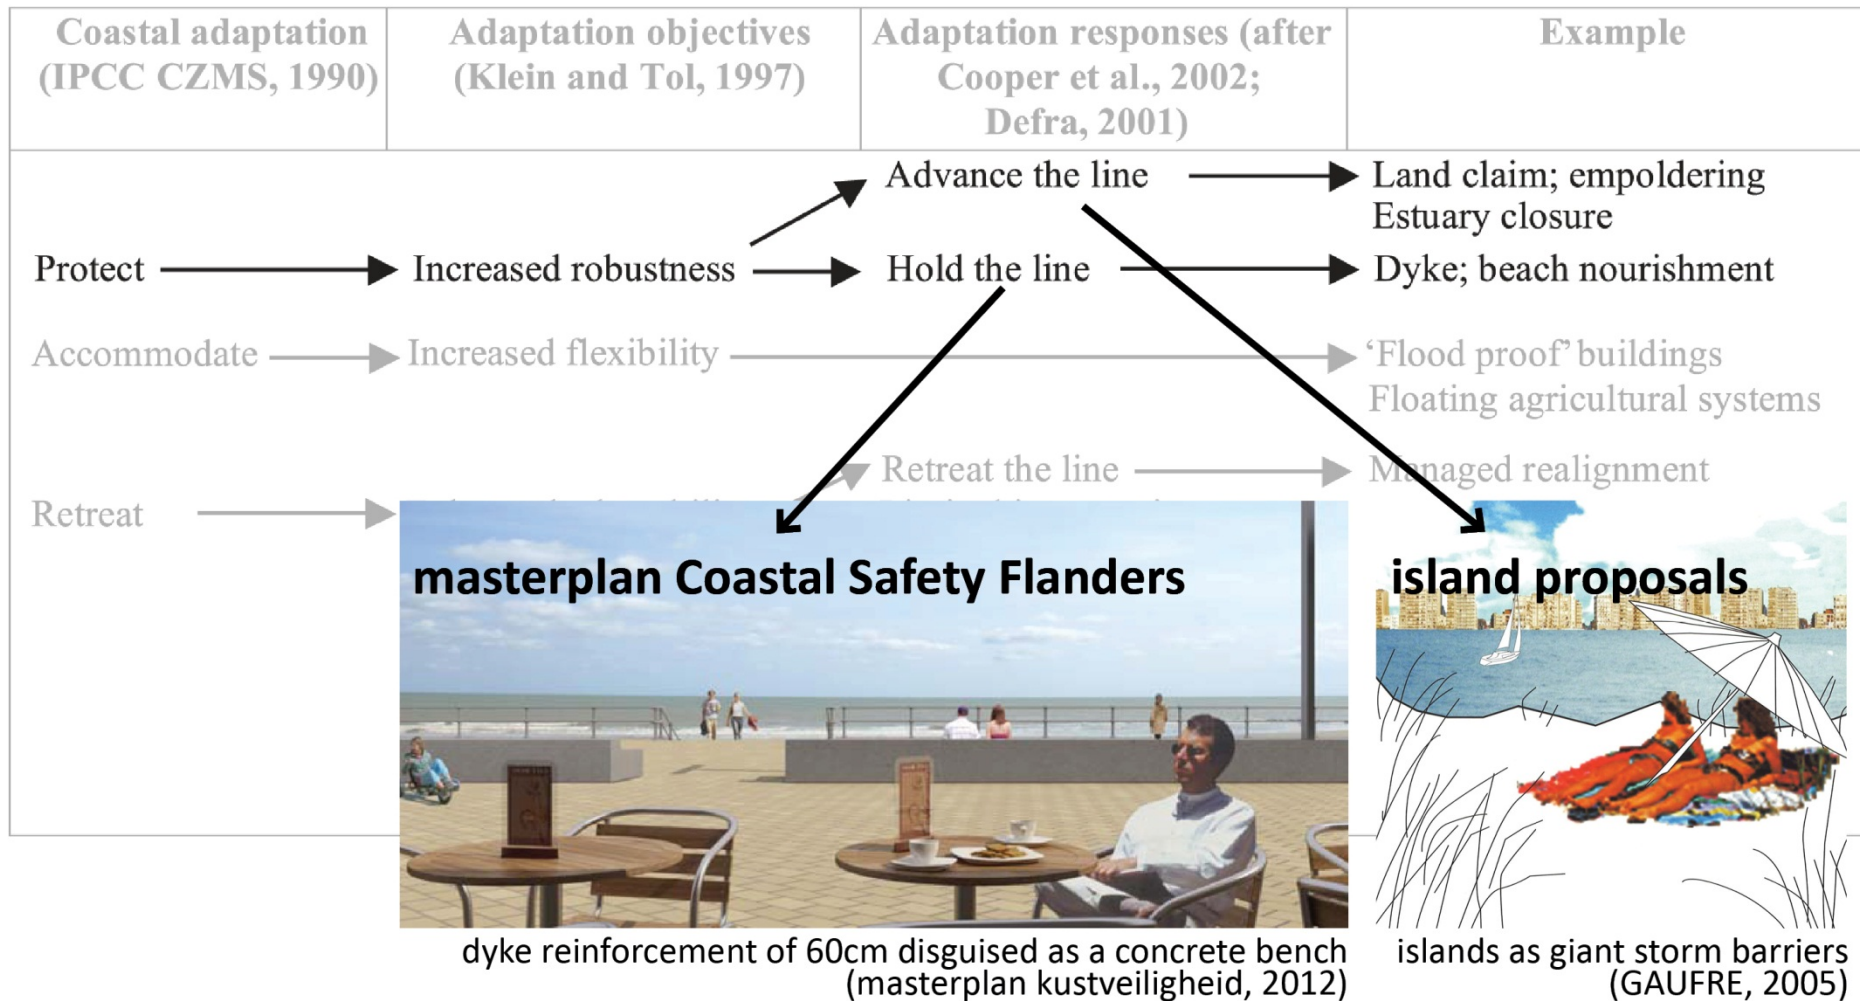 Coastal adaptation
(IPCC CZMS, 1990)
Adaptation objectives
(Klein and Tol, 1997)
Adaptation responses (after
Cooper et al., 2002;
Defra, 2001)
Example
Advance the line
Land claim; empoldering
Estuary closure
Protect
Increased robustness
Hold the line
Dyke; beach nourishment
Accommodate
Increased flexibility
‘Flood proof’ buildings
Floating agricultural systems
Retreat the line
Managed realignment
Retreat
masterplan Coastal Safety Flanders
island proposals
dyke reinforcement of 60cm disguised as a concrete bench
(masterplan kustveiligheid, 2012)
islands as giant storm barriers
(GAUFRE, 2005)